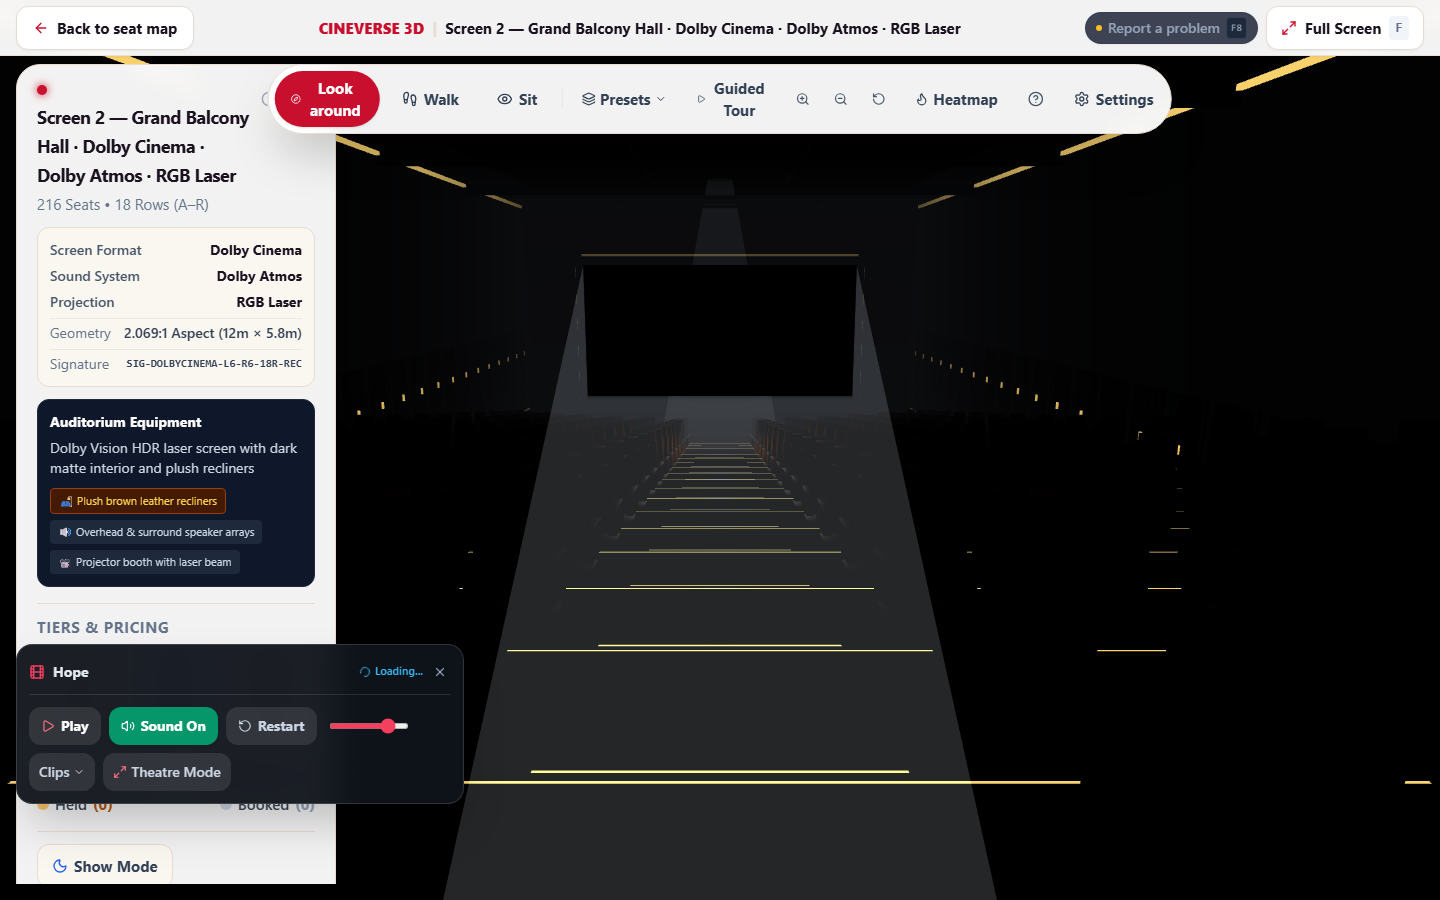 Back to seat map
CINEVERSE 3D | Screen 2 — Grand Balcony Hall · Dolby Cinema · Dolby Atmos · RGB Laser
Report a problem F8
Full Screen F
Look around
Walk
Sit
Presets
Guided Tour
Heatmap
Settings
Screen 2 — Grand Balcony
Hall · Dolby Cinema ·
Dolby Atmos · RGB Laser
216 Seats • 18 Rows (A–R)
Screen Format Dolby Cinema
Sound System Dolby Atmos
Projection RGB Laser
Geometry 2.069:1 Aspect (12m × 5.8m)
Signature SIG-DOLBYCINEMA-L6-R6-18R-REC
Auditorium Equipment
Dolby Vision HDR laser screen with dark
matte interior and plush recliners
Plush brown leather recliners
Overhead & surround speaker arrays
Projector booth with laser beam
TIERS & PRICING
Hope
Loading...
Play
Sound On
Restart
Clips
Theatre Mode
Held (0)
Booked (0)
Show Mode